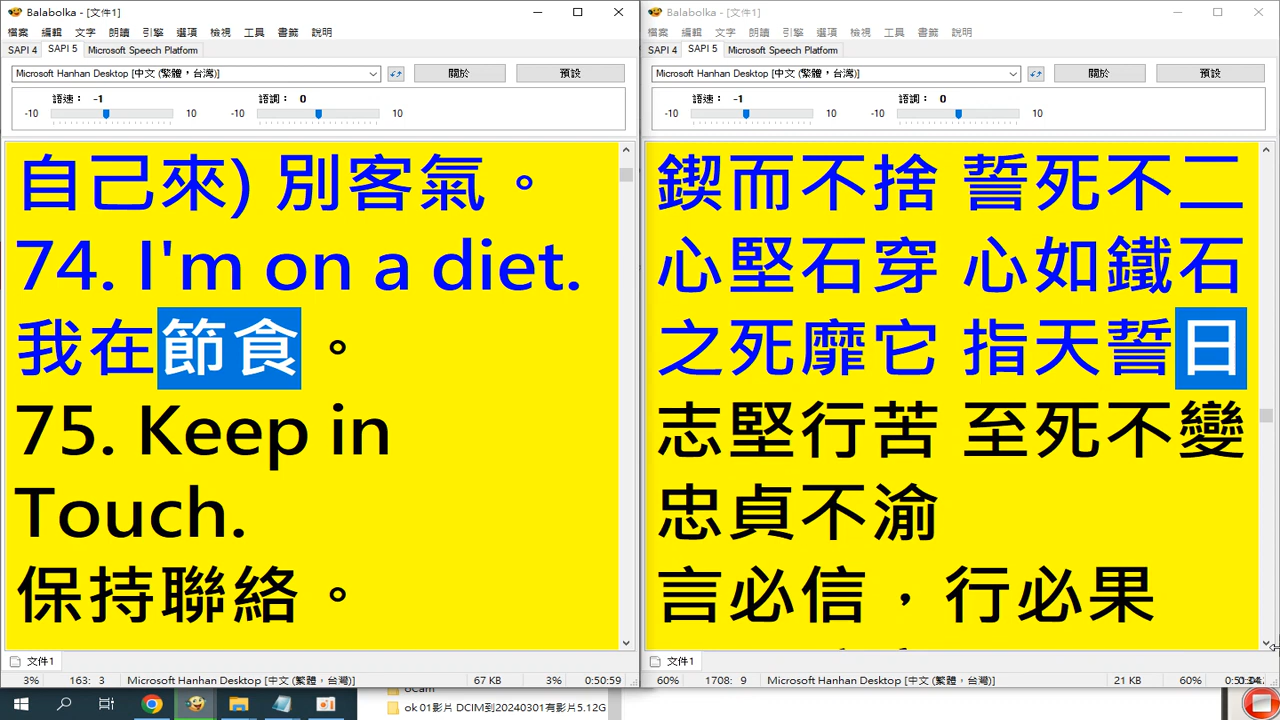 Balabolka - [文件1]
檔案 編輯 文字 朗讀 引擎 選項 檢視 工具 書籤 說明
SAPI 4 SAPI 5 Microsoft Speech Platform
Microsoft Hanhan Desktop [中文 (繁體，台灣)] 關於 預設
語速： -1 語調： 0
-10 10 -10 10
自己來) 別客氣。
74. I'm on a diet.
我在節食。
75. Keep in
Touch.
保持聯絡。
文件1
3% 163: 3 Microsoft Hanhan Desktop [中文 (繁體，台灣)] 67 KB 3% 0:50:59
Balabolka - [文件1]
檔案 編輯 文字 朗讀 引擎 選項 檢視 工具 書籤 說明
SAPI 4 SAPI 5 Microsoft Speech Platform
Microsoft Hanhan Desktop [中文 (繁體，台灣)] 關於 預設
語速： -1 語調： 0
-10 10 -10 10
鍥而不捨 誓死不二
心堅石穿 心如鐵石
之死靡它 指天誓日
志堅行苦 至死不變
忠貞不渝
言必信，行必果
文件1
60% 1708: 9 Microsoft Hanhan Desktop [中文 (繁體，台灣)] 21 KB 60%
oCam
ok 01影片 DCIM到20240301有影片5.12G